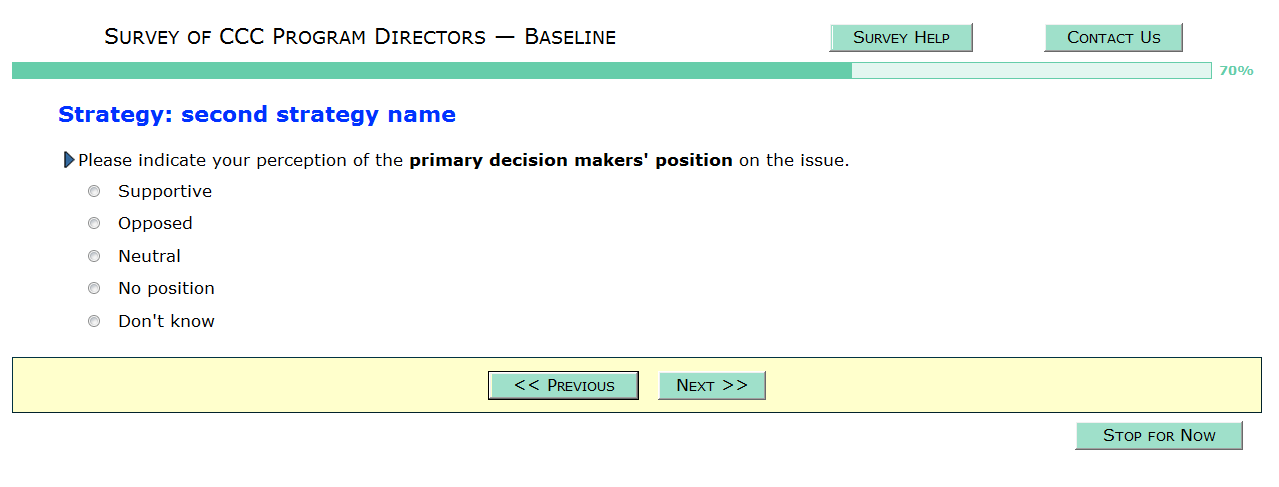 Survey of CCC Program Directors — Baseline
Survey Help
Contact Us
70%
Strategy: second strategy name
Please indicate your perception of the primary decision makers' position on the issue.
Supportive
Opposed
Neutral
No position
Don't know
<< Previous
Next >>
Stop for Now